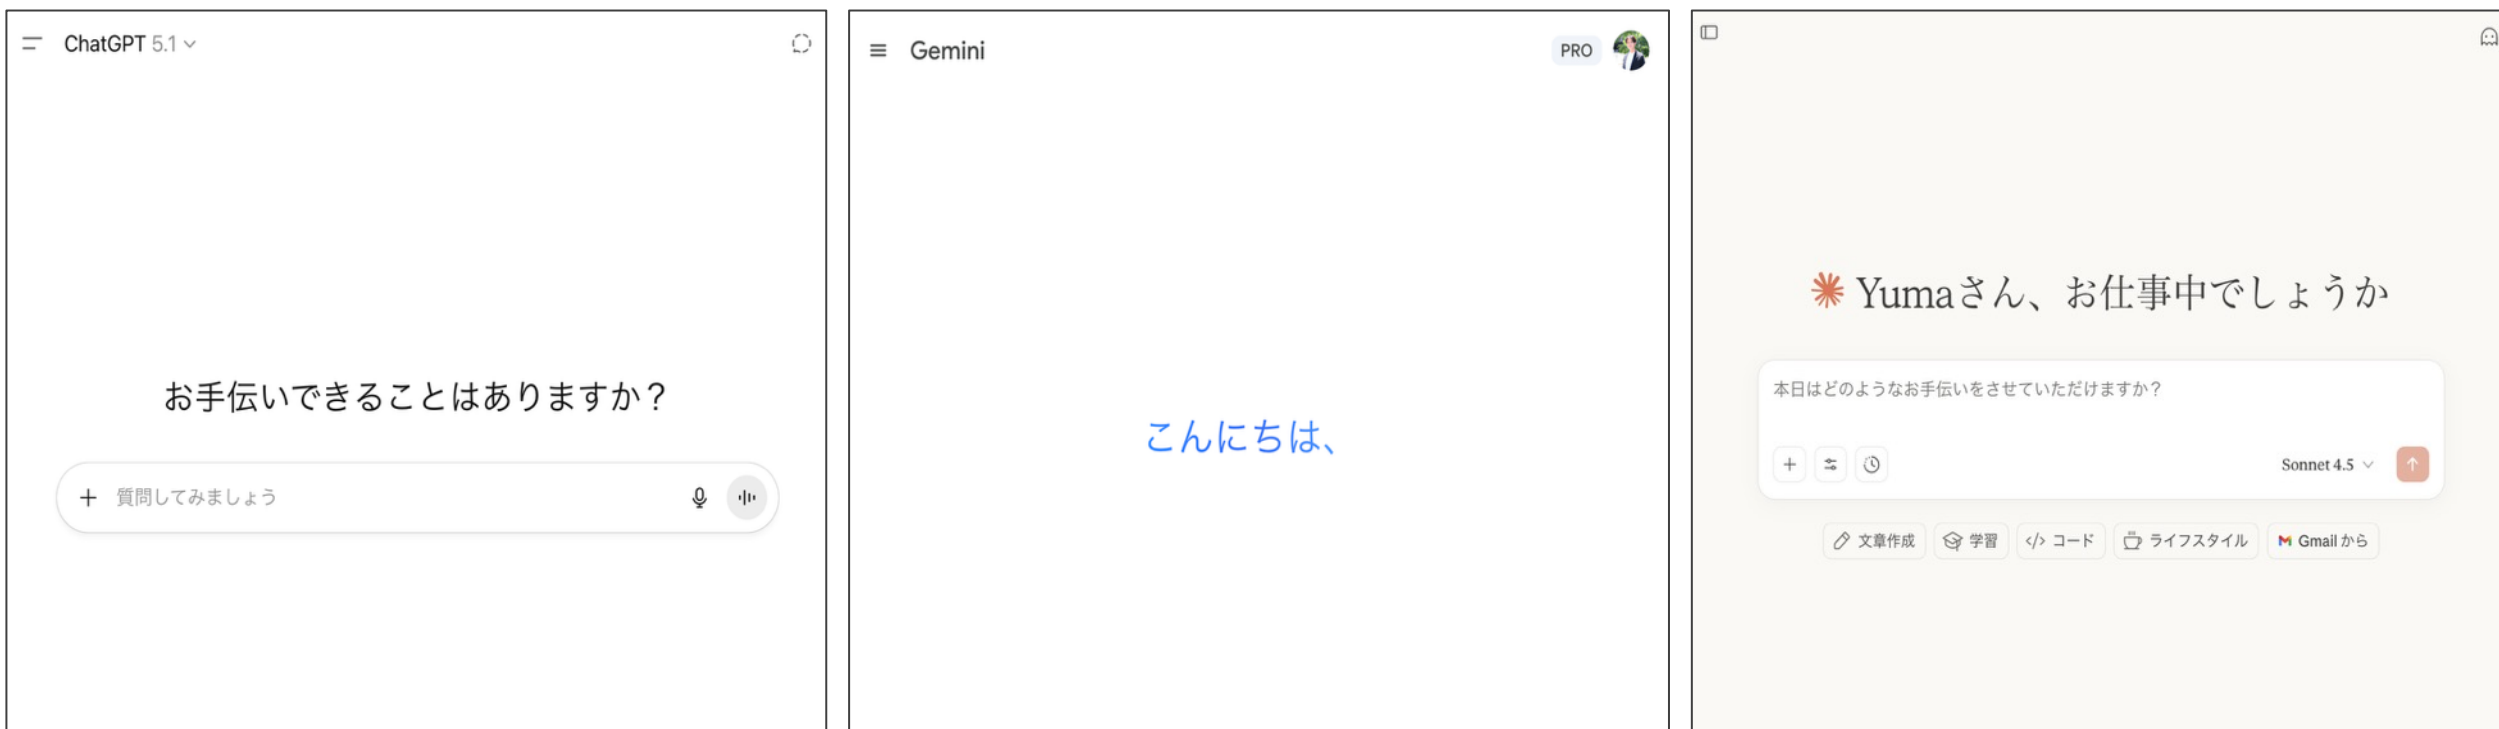 ChatGPT 5.1
お手伝いできることはありますか？
質問してみましょう
Gemini
PRO
こんにちは、
Yumaさん、お仕事中でしょうか
本日はどのようなお手伝いをさせていただけますか？
Sonnet 4.5
文章作成
学習
</> コード
ライフスタイル
Gmail から